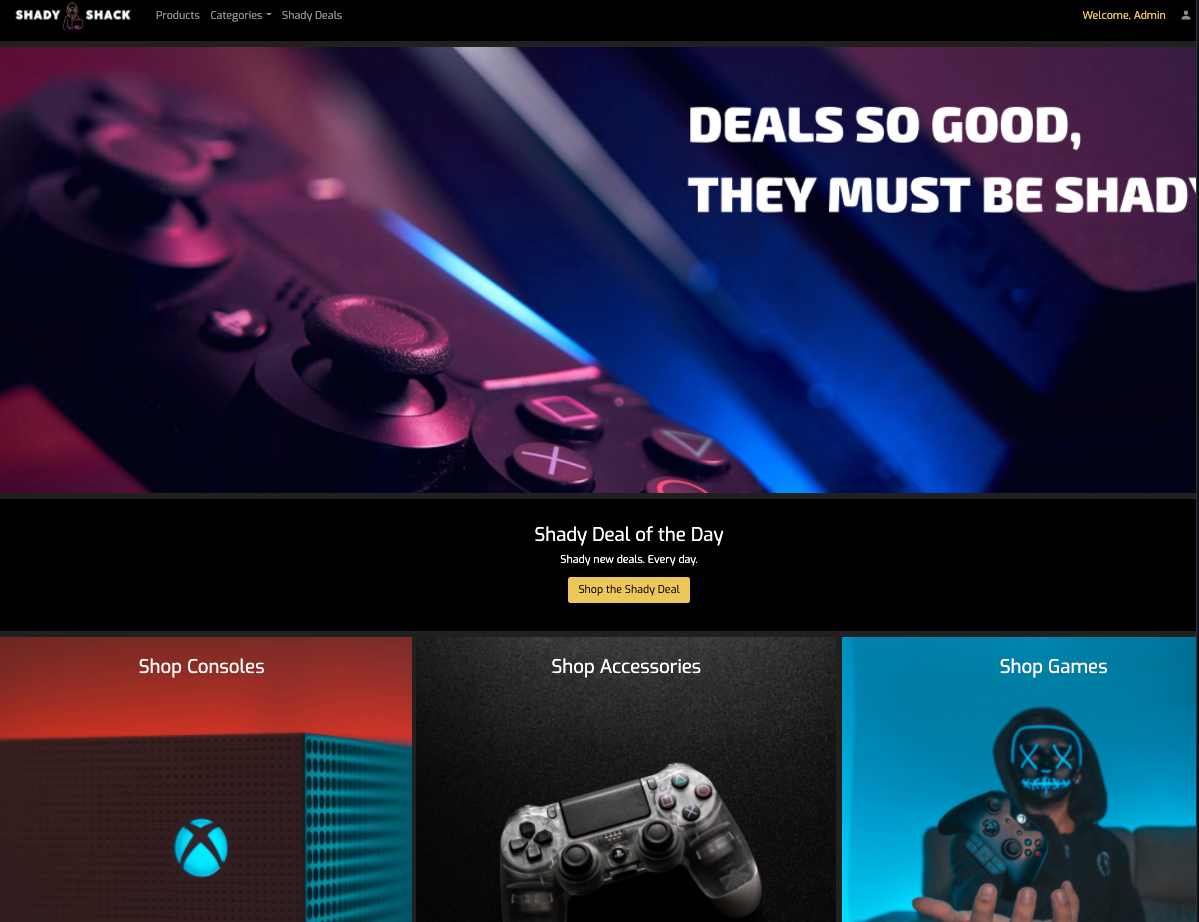 SHADY SHACK
Products Categories Shady Deals
Welcome, Admin
DEALS SO GOOD,
THEY MUST BE SHADY
PS4
Shady Deal of the Day
Shady new deals. Every day.
Shop the Shady Deal
Shop Consoles
Shop Accessories
Shop Games